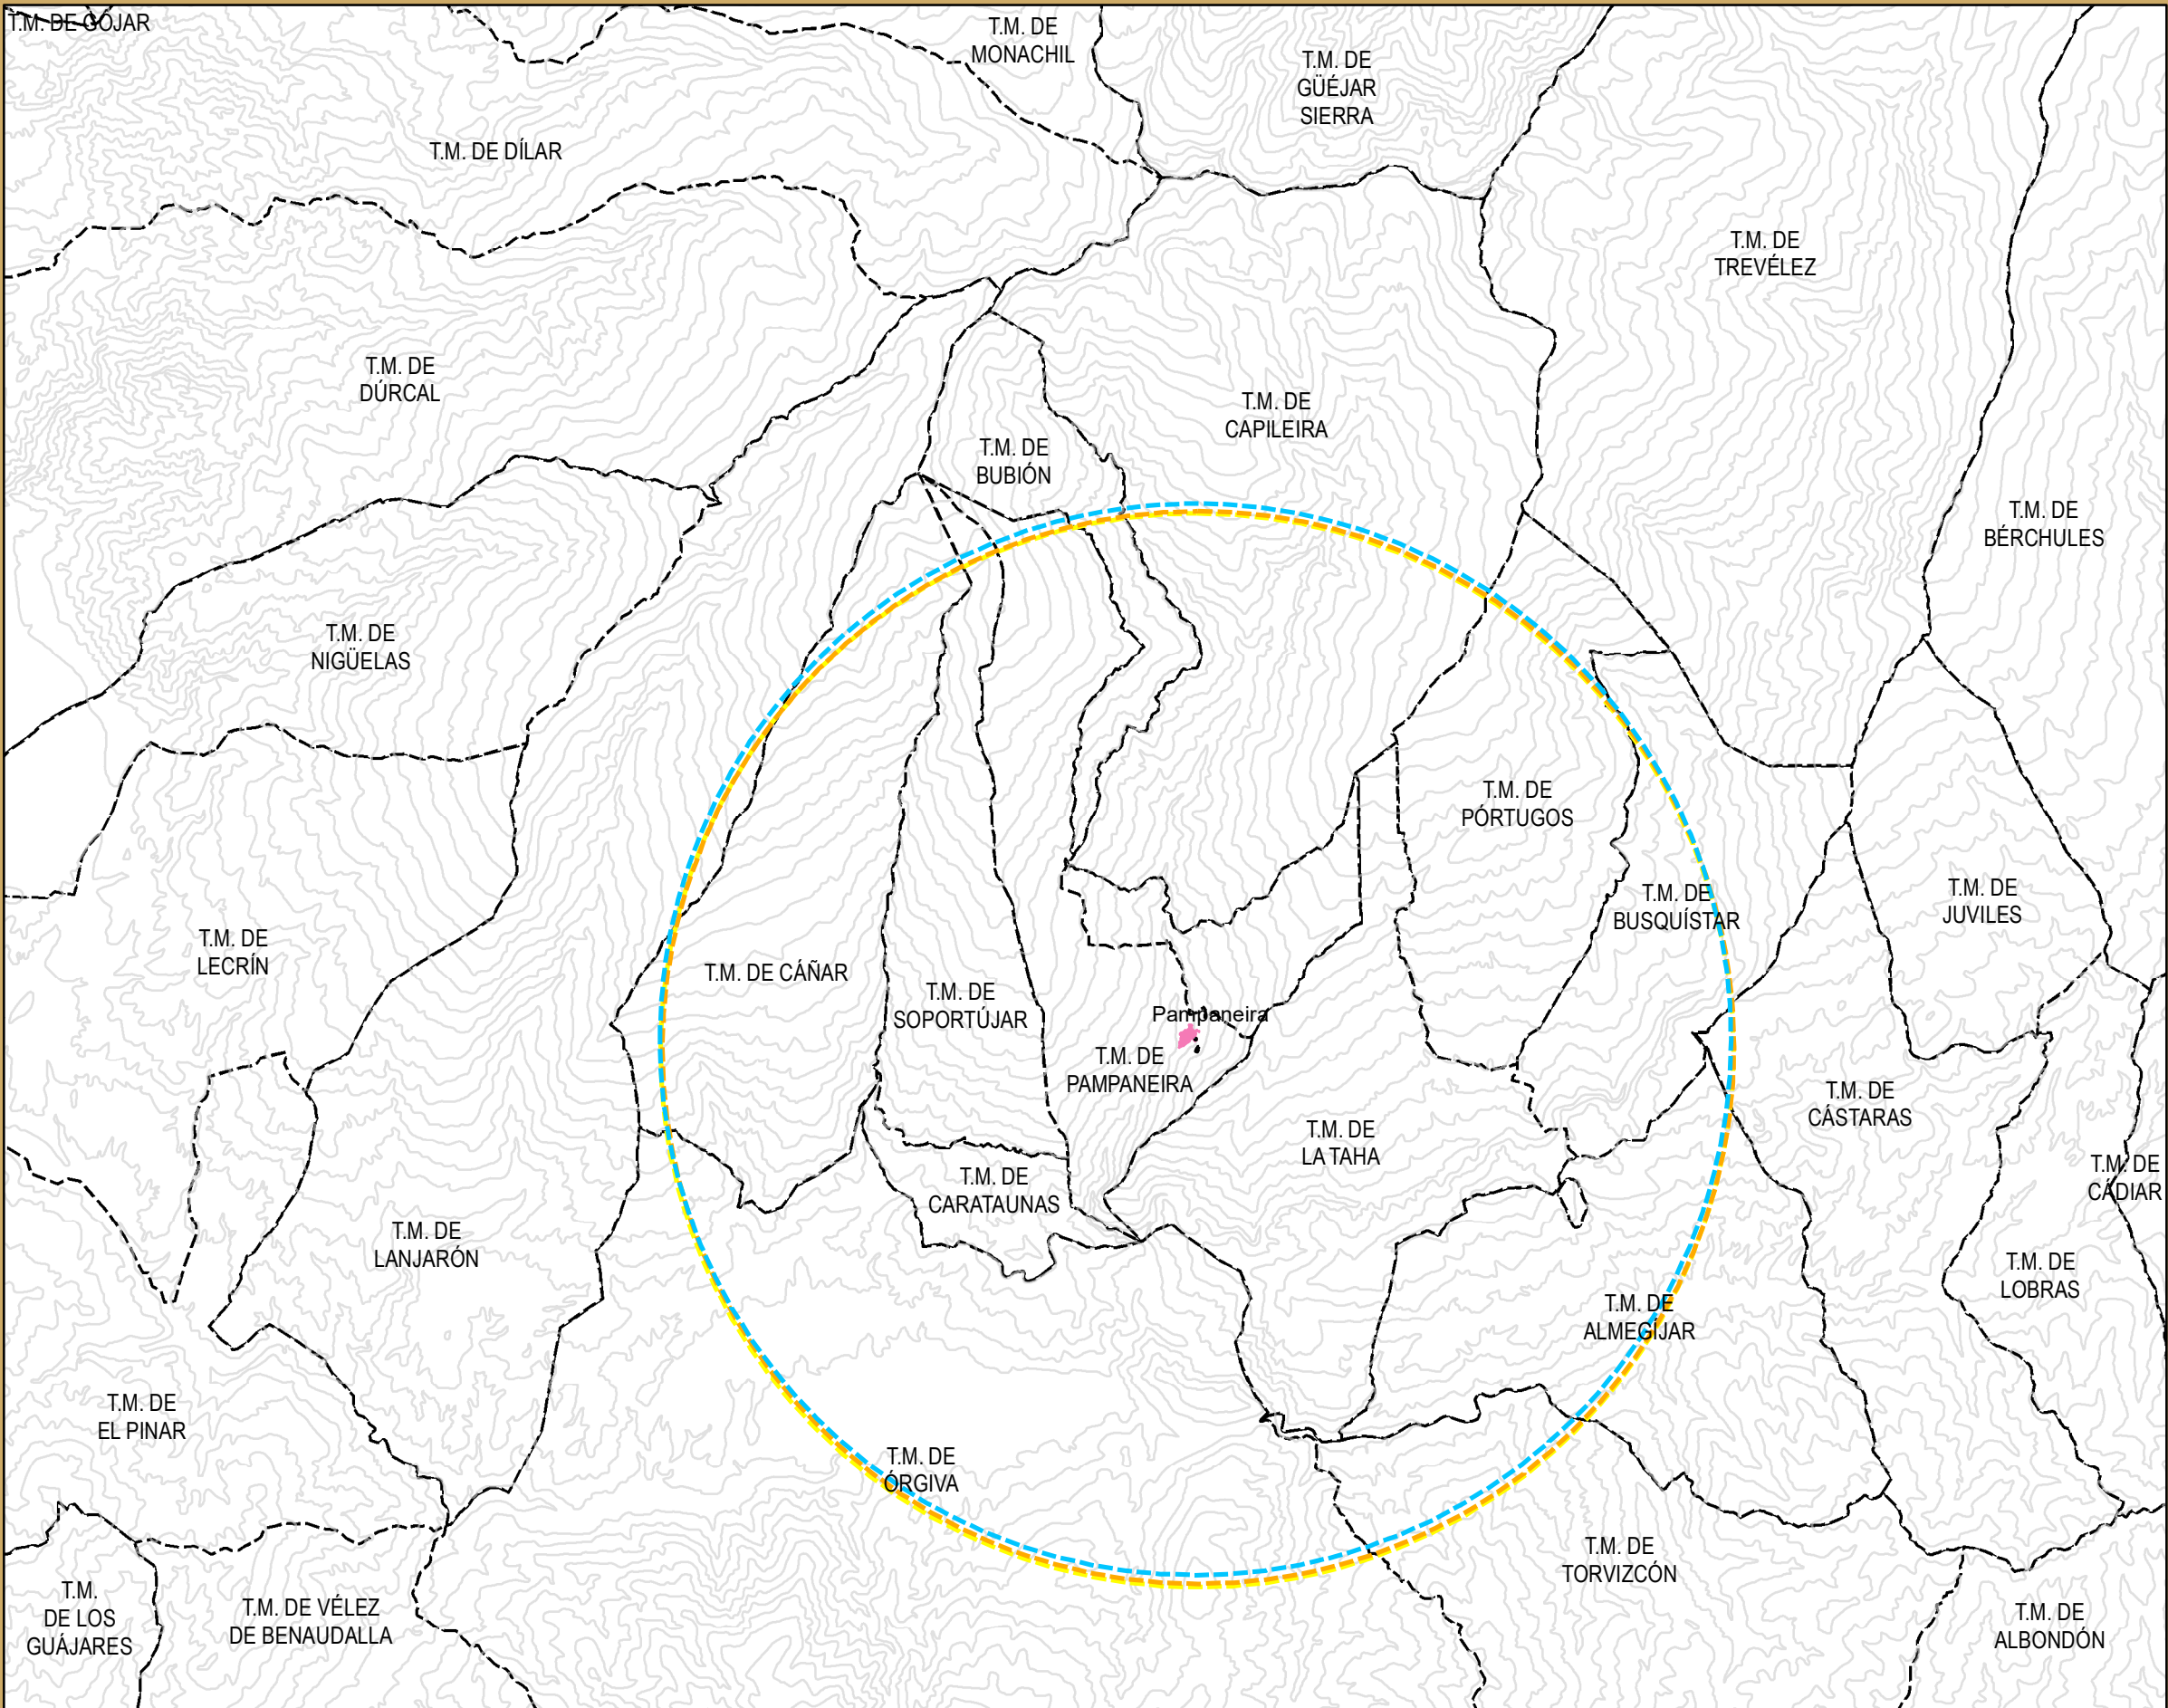 T.M. DE GÓJAR
T.M. DE
MONACHIL
T.M. DE
GÜÉJAR
SIERRA
T.M. DE DÍLAR
T.M. DE
TREVÉLEZ
T.M. DE
DÚRCAL
T.M. DE
CAPILEIRA
T.M. DE
BUBIÓN
T.M. DE
BÉRCHULES
T.M. DE
NIGÜELAS
T.M. DE
PÓRTUGOS
T.M. DE
BUSQUÍSTAR
T.M. DE
JUVILES
T.M. DE
LECRÍN
T.M. DE CÁÑAR
T.M. DE
SOPORTÚJAR
Pampaneira
T.M. DE
PAMPANEIRA
T.M. DE
CÁSTARAS
T.M. DE
LA TAHA
T.M. DE
CÁDIAR
T.M. DE
CARATAUNAS
T.M. DE
LANJARÓN
T.M. DE
LOBRAS
T.M. DE
ALMEGÍJAR
T.M. DE
EL PINAR
T.M. DE
ÓRGIVA
T.M. DE
TORVIZCÓN
T.M.
DE LOS
GUÁJARES
T.M. DE VÉLEZ
DE BENAUDALLA
T.M. DE
ALBONDÓN